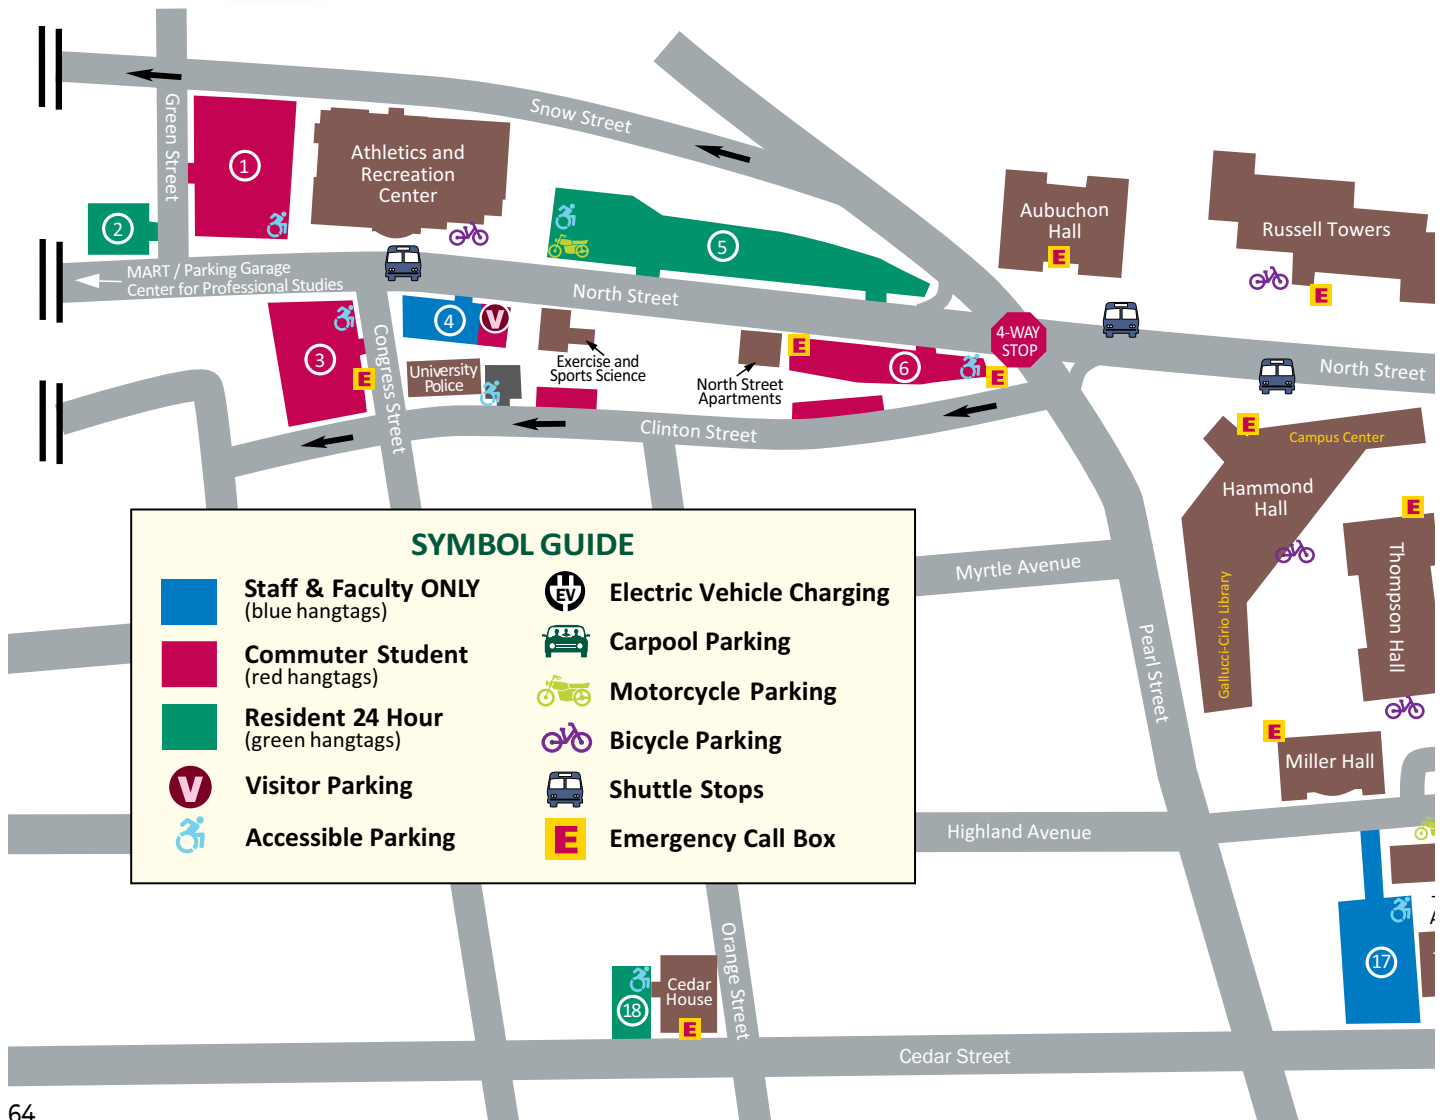 Snow Street
Green Street
1
Athletics and
Recreation
Center
2
5
Aubuchon
Hall
E
Russell Towers
E
MART / Parking Garage
Center for Professional Studies
North Street
4
V
3
E
Congress Street
University
Police
Exercise and
Sports Science
North Street
Apartments
E
6
E
4-WAY
STOP
North Street
Clinton Street
E
Campus Center
Hammond
Hall
Gallucci-Cirio Library
E
Thompson Hall
Myrtle Avenue
Pearl Street
E
Miller Hall
SYMBOL GUIDE
Staff & Faculty ONLY
(blue hangtags)
Commuter Student
(red hangtags)
Resident 24 Hour
(green hangtags)
V
Visitor Parking
Accessible Parking
EV
Electric Vehicle Charging
Carpool Parking
Motorcycle Parking
Bicycle Parking
Shuttle Stops
E
Emergency Call Box
Highland Avenue
17
Orange Street
18
Cedar
House
E
Cedar Street
64